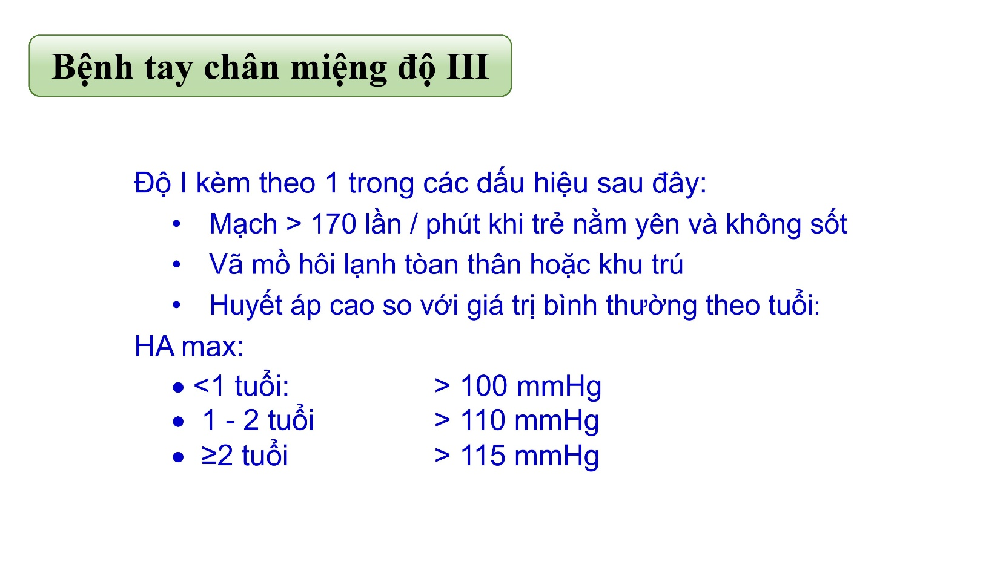 Bệnh tay chân miệng độ III
Độ I kèm theo 1 trong các dấu hiệu sau đây:
• Mạch > 170 lần / phút khi trẻ nằm yên và không sốt
• Vã mồ hôi lạnh tòan thân hoặc khu trú
• Huyết áp cao so với giá trị bình thường theo tuổi:
HA max:
• <1 tuổi: > 100 mmHg
• 1 - 2 tuổi > 110 mmHg
• ≥2 tuổi > 115 mmHg